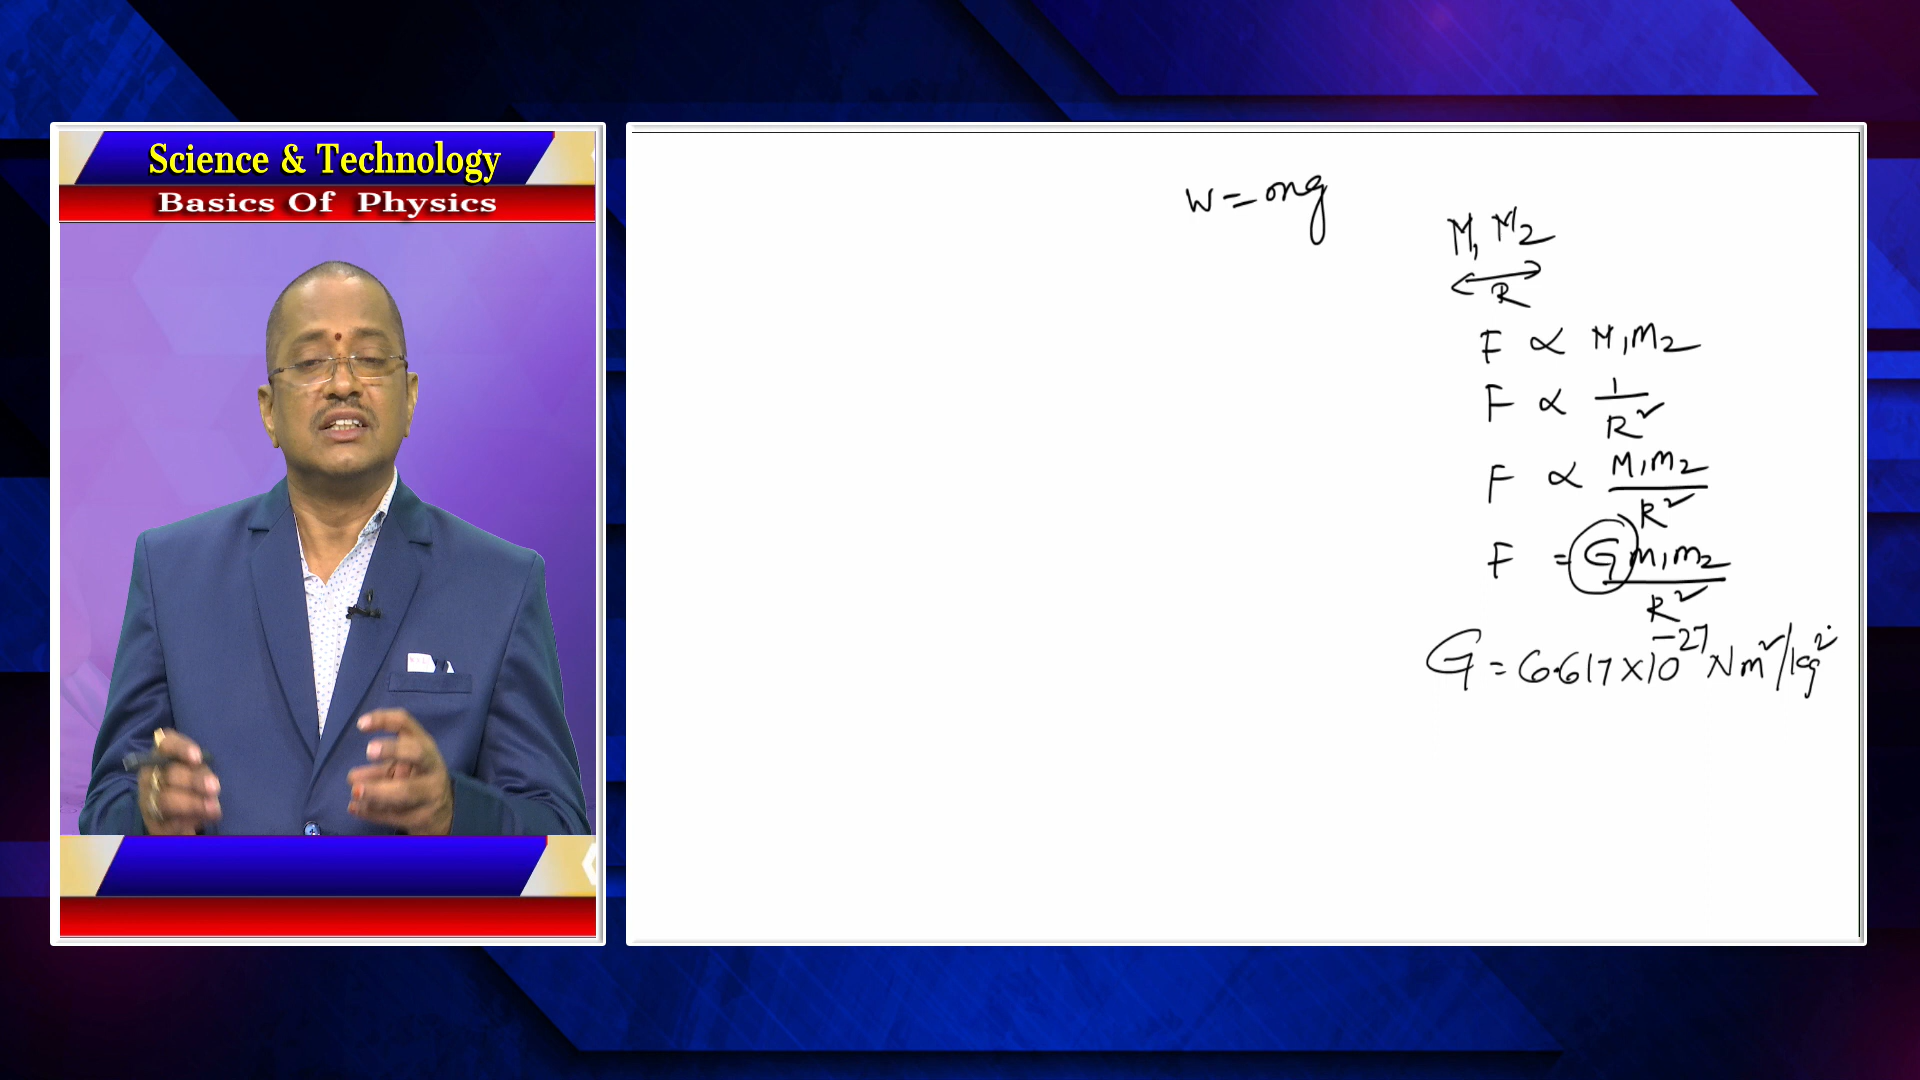 Science & Technology
Basics Of Physics
W = mg
M1 M2
R
F ∝ M1M2
F ∝ 1/R²
F ∝ M1M2/R²
F = G m1m2/R²
G = 6.617 × 10⁻²⁷ Nm²/kg²